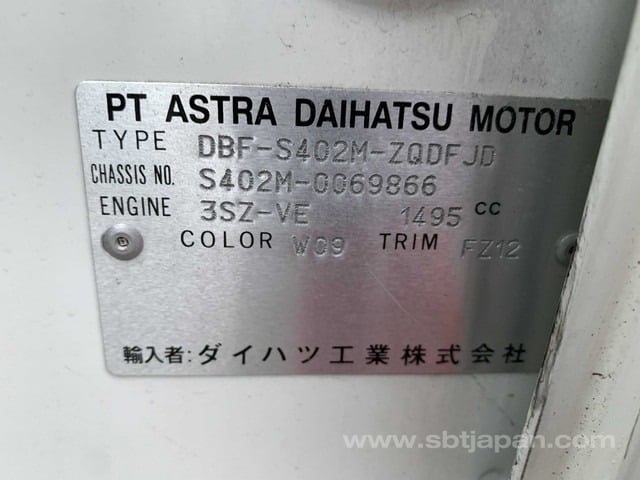 PT ASTRA DAIHATSU MOTOR
TYPE DBF-S402M-ZQDFJD
CHASSIS NO. S402M-0069866
ENGINE 3SZ-VE 1495 CC
COLOR W09 TRIM FZ12
輸入者:ダイハツ工業株式会社
www.sbtjapan.com